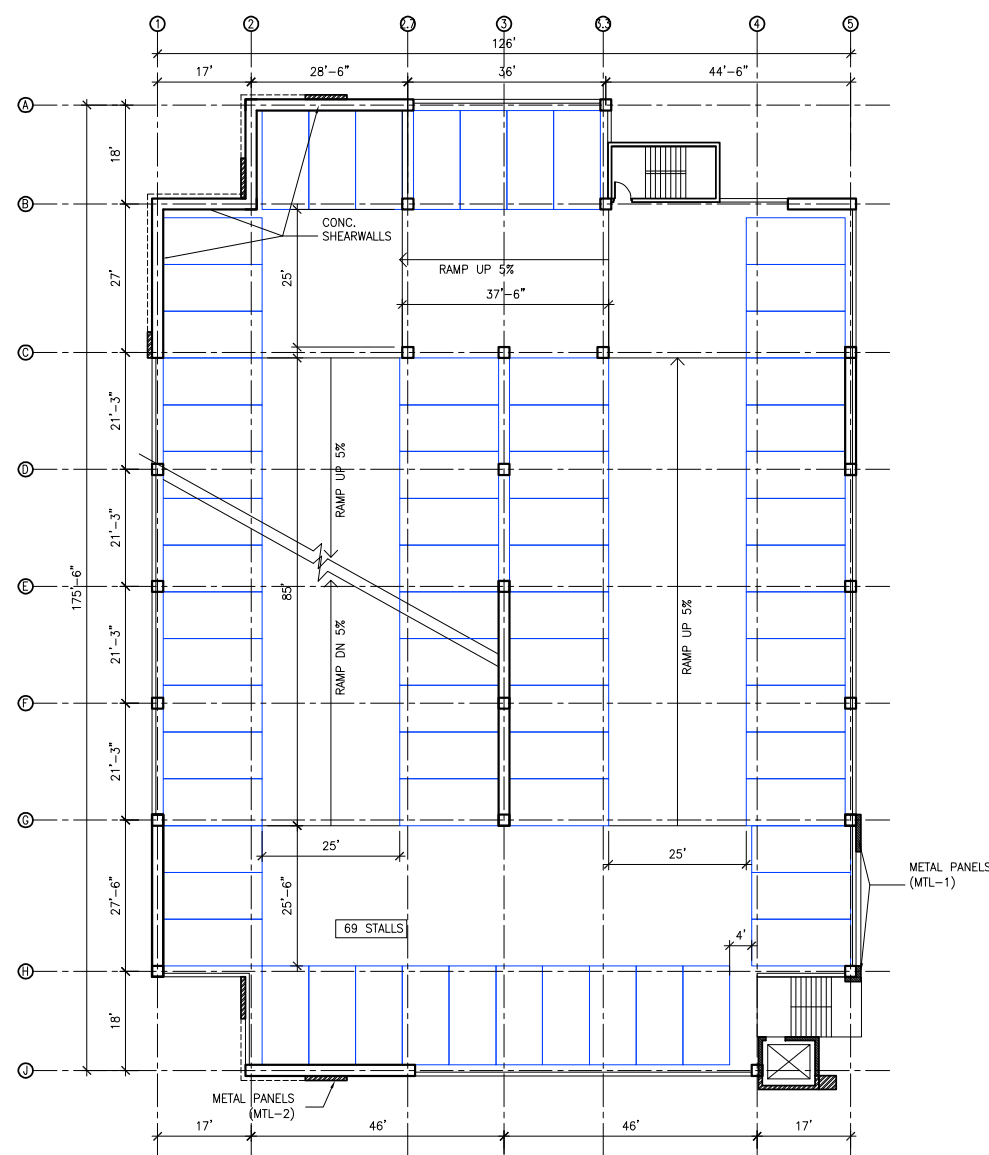 1
2
2.7
3
3.3
4
5
126'
17'
28'-6"
36'
44'-6"
A
18'
B
CONC.
SHEARWALLS
RAMP UP 5%
27'
25'
37'-6"
C
21'-3"
RAMP UP 5%
D
21'-3"
175'-6"
E
85'
RAMP UP 5%
21'-3"
RAMP DN 5%
F
21'-3"
G
25'
25'
METAL PANELS
(MTL-1)
27'-6"
25'-6"
69 STALLS
4'
H
18'
J
METAL PANELS
(MTL-2)
17'
46'
46'
17'